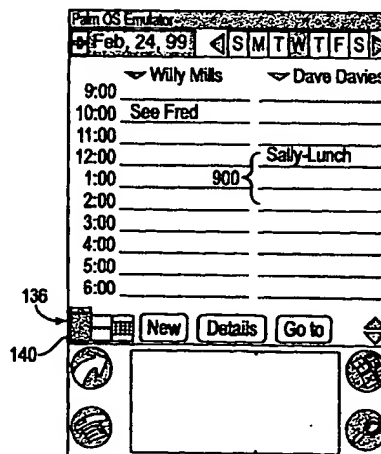 Palm OS Emulator
Feb, 24, 99 S M T W T F S
Willy Mills Dave Davies
9:00
10:00 See Fred
11:00
12:00 Sally-Lunch
1:00 900
2:00
3:00
4:00
5:00
6:00
136
New Details Go to
140